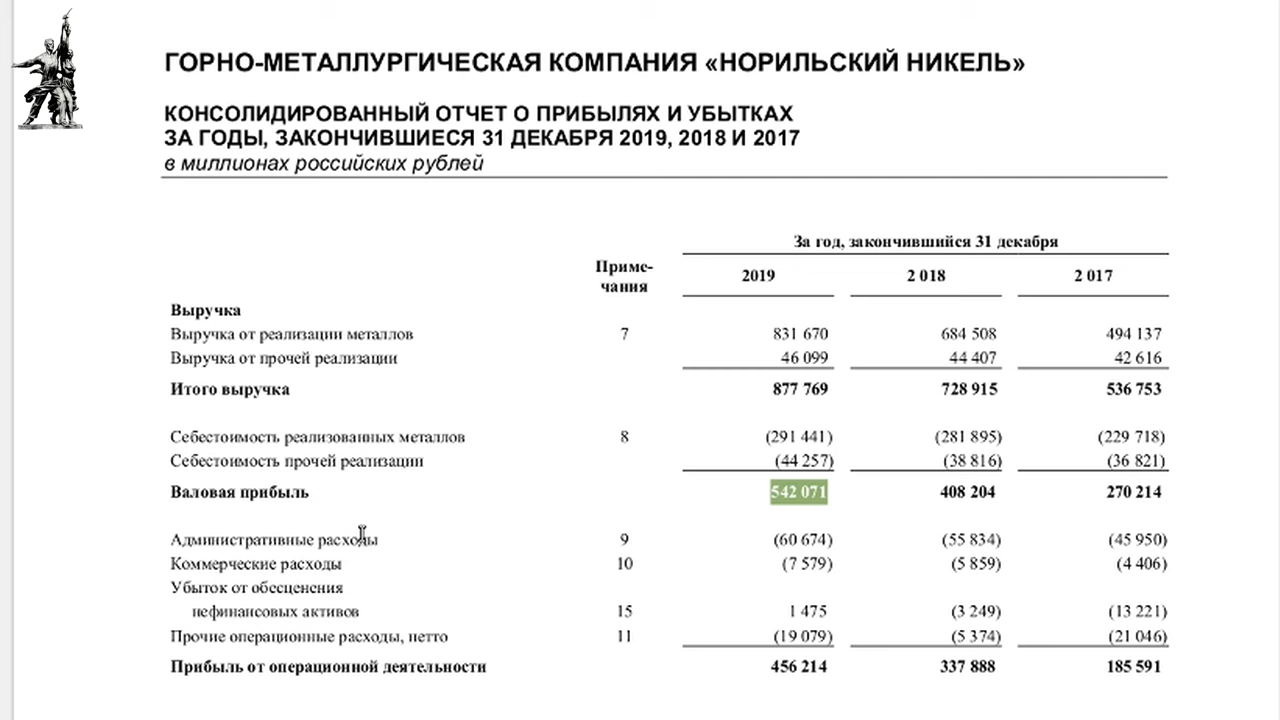 ГОРНО-МЕТАЛЛУРГИЧЕСКАЯ КОМПАНИЯ «НОРИЛЬСКИЙ НИКЕЛЬ»
КОНСОЛИДИРОВАННЫЙ ОТЧЕТ О ПРИБЫЛЯХ И УБЫТКАХ
ЗА ГОДЫ, ЗАКОНЧИВШИЕСЯ 31 ДЕКАБРЯ 2019, 2018 И 2017
в миллионах российских рублей
За год, закончившийся 31 декабря
Приме-
чания
2019 2 018 2 017
Выручка
Выручка от реализации металлов 7 831 670 684 508 494 137
Выручка от прочей реализации 46 099 44 407 42 616
Итого выручка 877 769 728 915 536 753
Себестоимость реализованных металлов 8 (291 441) (281 895) (229 718)
Себестоимость прочей реализации (44 257) (38 816) (36 821)
Валовая прибыль 542 071 408 204 270 214
Административные расходы 9 (60 674) (55 834) (45 950)
Коммерческие расходы 10 (7 579) (5 859) (4 406)
Убыток от обесценения
нефинансовых активов 15 1 475 (3 249) (13 221)
Прочие операционные расходы, нетто 11 (19 079) (5 374) (21 046)
Прибыль от операционной деятельности 456 214 337 888 185 591